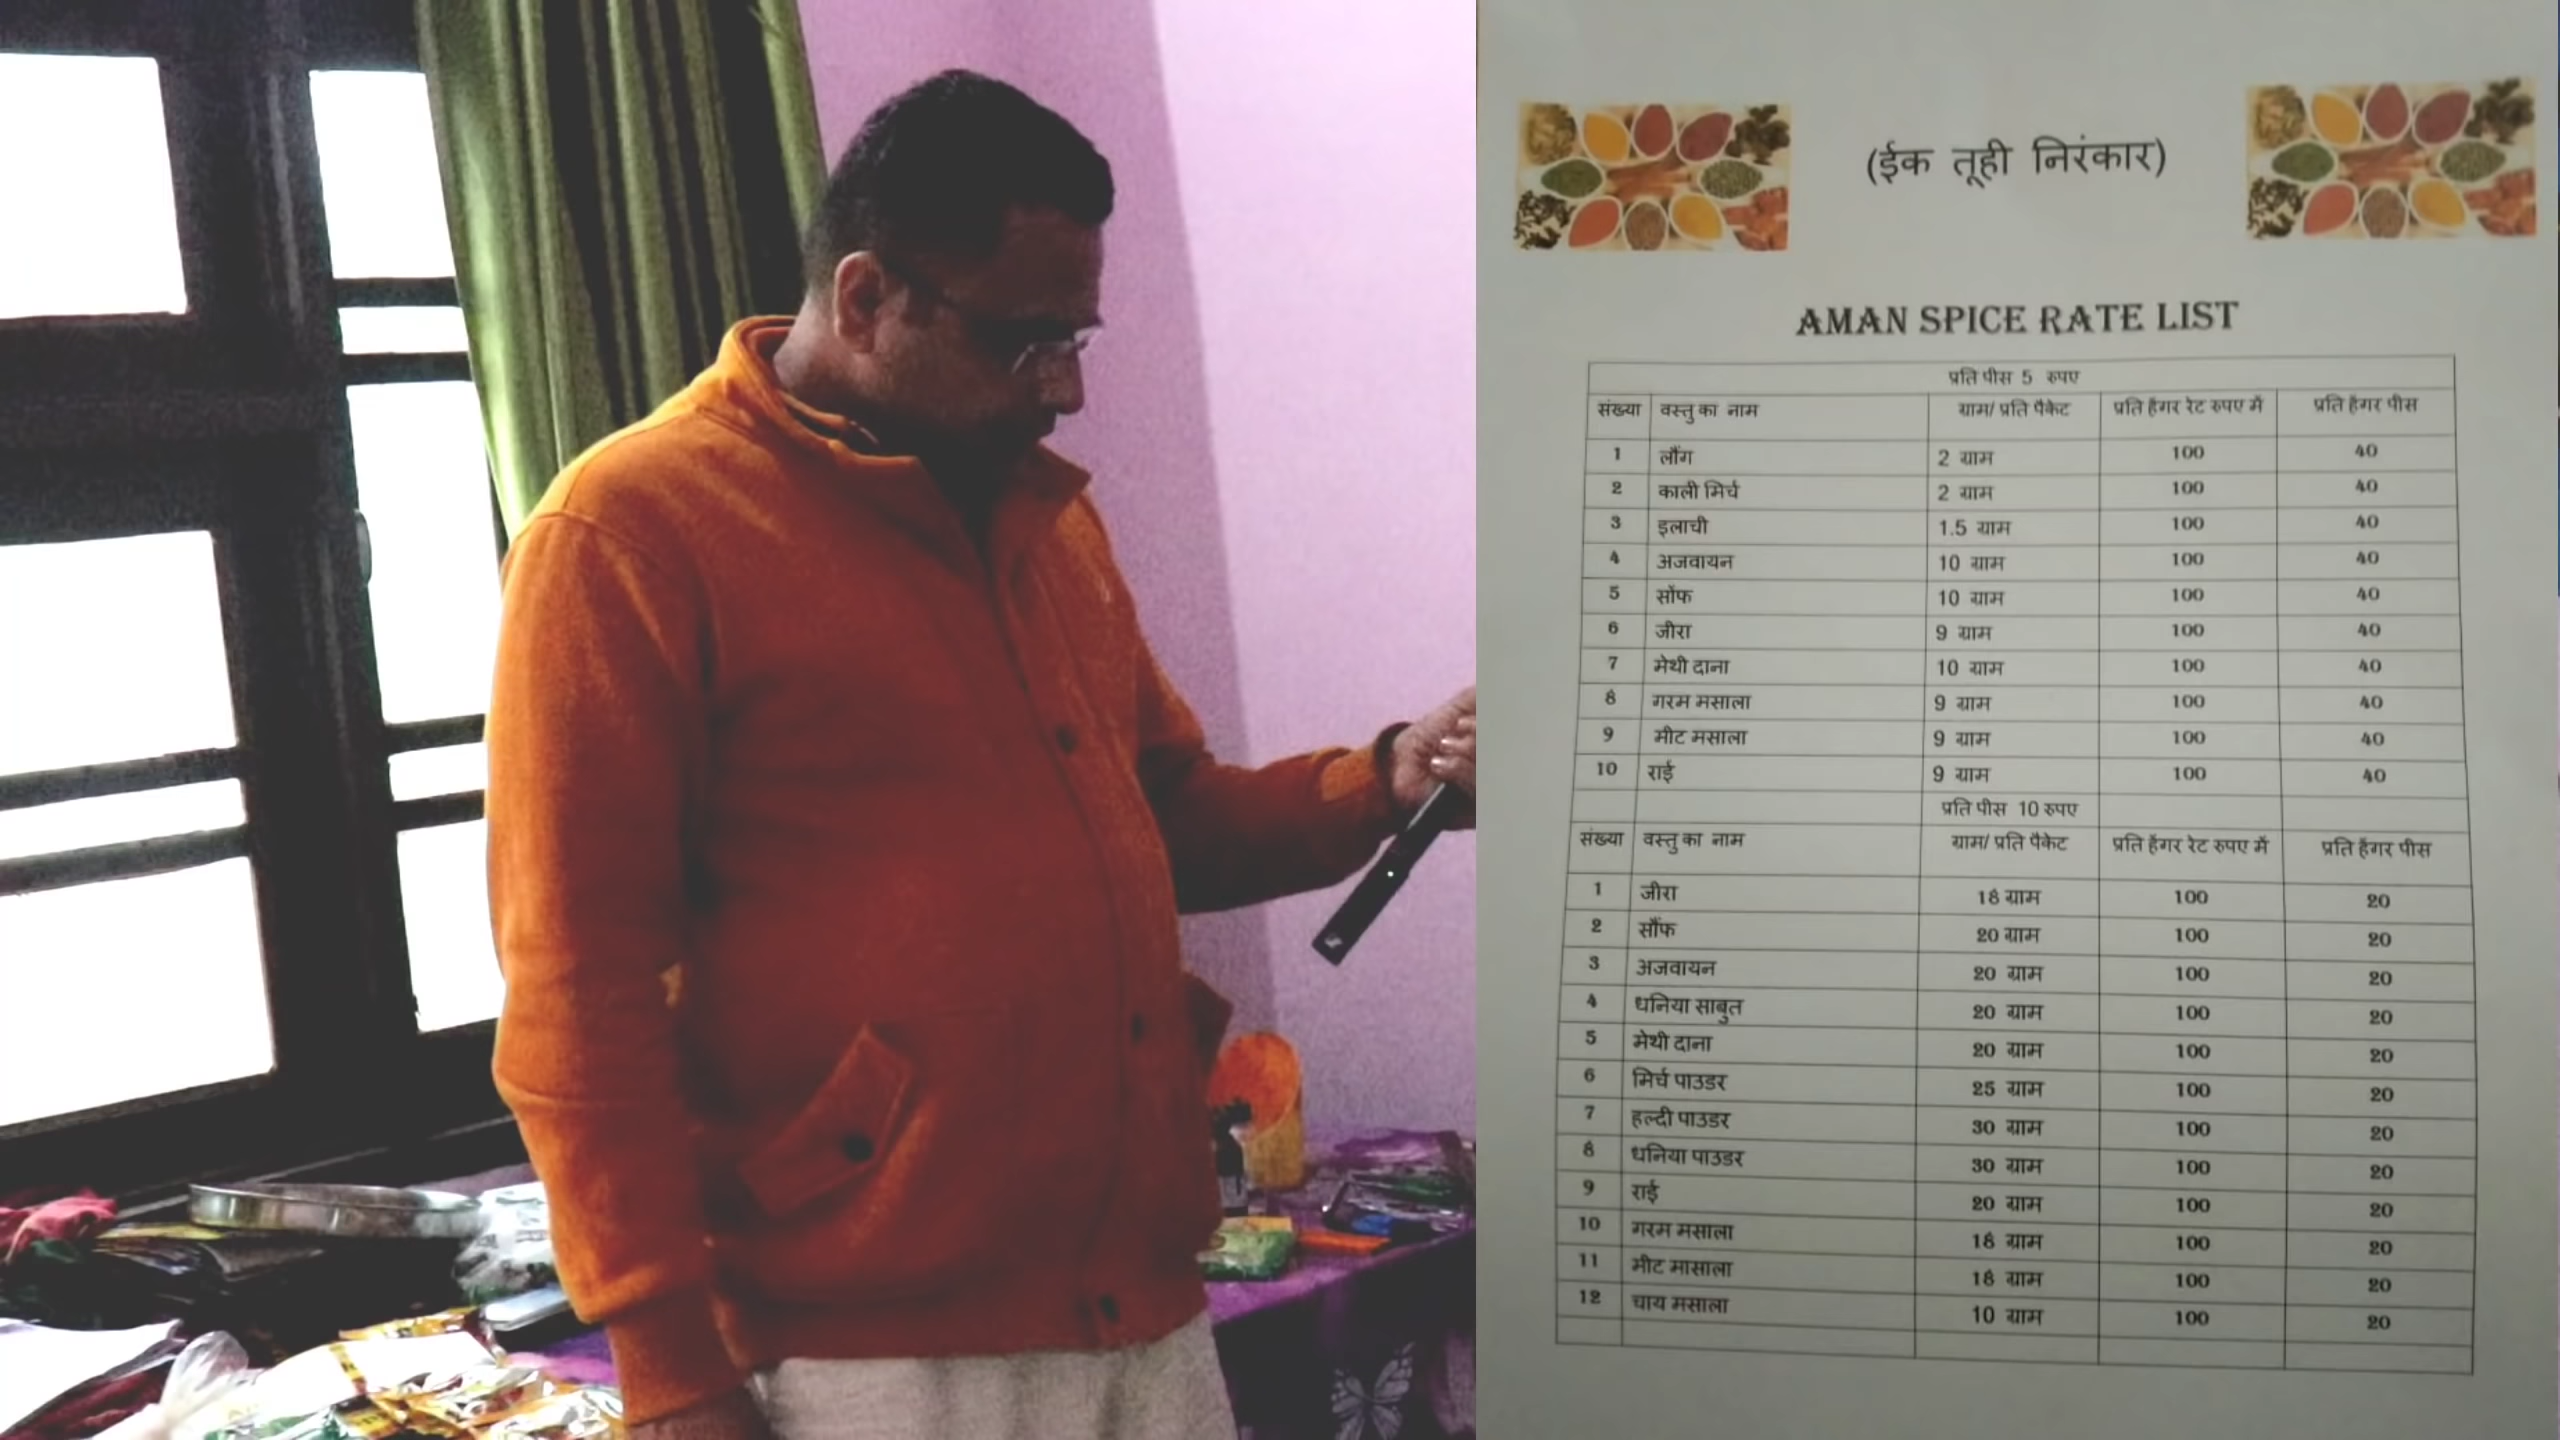 (ईक तूही निरंकार)
AMAN SPICE RATE LIST
प्रति पीस 5 रुपए
संख्या वस्तु का नाम ग्राम/ प्रति पैकेट प्रति हैंगर रेट रुपए में प्रति हैंगर पीस
1 लौंग 2 ग्राम 100 40
2 काली मिर्च 2 ग्राम 100 40
3 इलाची 1.5 ग्राम 100 40
4 अजवायन 10 ग्राम 100 40
5 सोंफ 10 ग्राम 100 40
6 जीरा 9 ग्राम 100 40
7 मेथी दाना 10 ग्राम 100 40
8 गरम मसाला 9 ग्राम 100 40
9 मीट मसाला 9 ग्राम 100 40
10 राई 9 ग्राम 100 40
प्रति पीस 10 रुपए
संख्या वस्तु का नाम ग्राम/ प्रति पैकेट प्रति हैंगर रेट रुपए में प्रति हैंगर पीस
1 जीरा 18 ग्राम 100 20
2 सौंफ 20 ग्राम 100 20
3 अजवायन 20 ग्राम 100 20
4 धनिया साबुत 20 ग्राम 100 20
5 मेथी दाना 20 ग्राम 100 20
6 मिर्च पाउडर 25 ग्राम 100 20
7 हल्दी पाउडर 30 ग्राम 100 20
8 धनिया पाउडर 30 ग्राम 100 20
9 राई 20 ग्राम 100 20
10 गरम मसाला 18 ग्राम 100 20
11 मीट मासाला 18 ग्राम 100 20
12 चाय मसाला 10 ग्राम 100 20